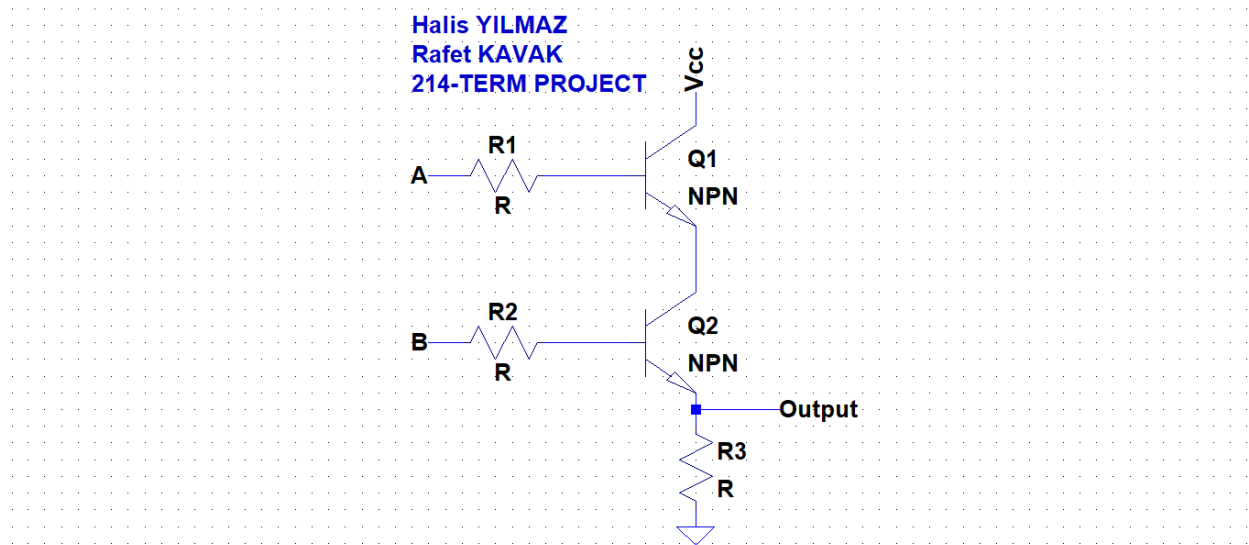 Halis YILMAZ
Rafet KAVAK
214-TERM PROJECT
Vcc
R1
A
R
Q1
NPN
R2
B
R
Q2
NPN
Output
R3
R